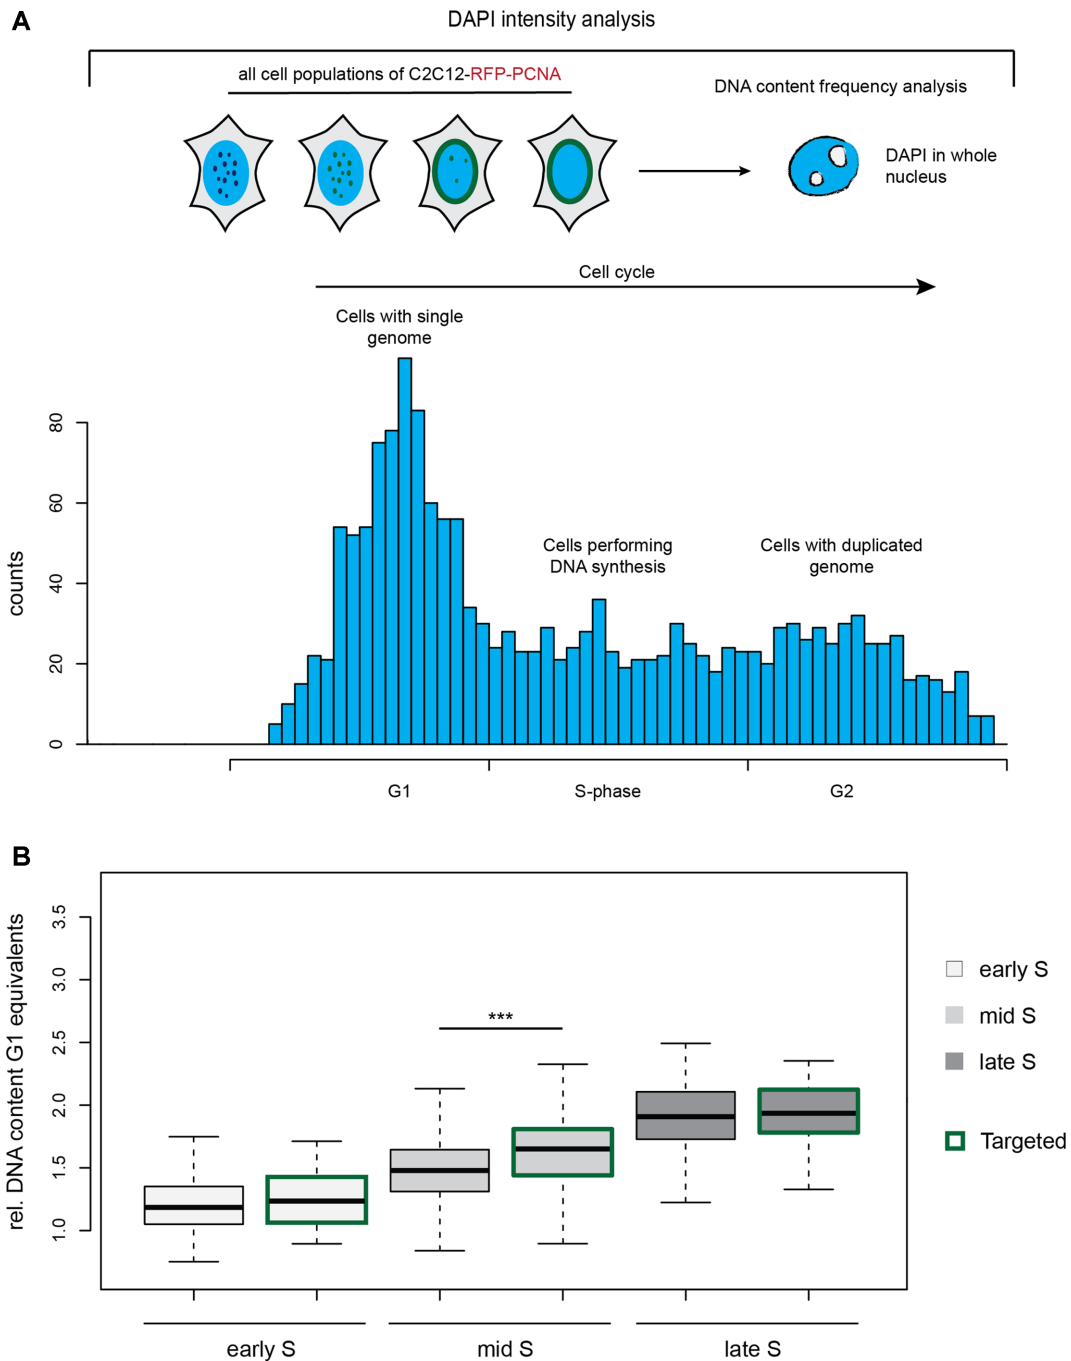 A
DAPI intensity analysis
all cell populations of C2C12-RFP-PCNA
DNA content frequency analysis
DAPI in whole
nucleus
Cell cycle
Cells with single
genome
Cells performing
DNA synthesis
Cells with duplicated
genome
counts
80
60
40
20
0
G1
S-phase
G2
B
rel. DNA content G1 equivalents
3.5
3.0
2.5
2.0
1.5
1.0
***
early S
mid S
late S
Targeted
early S
mid S
late S